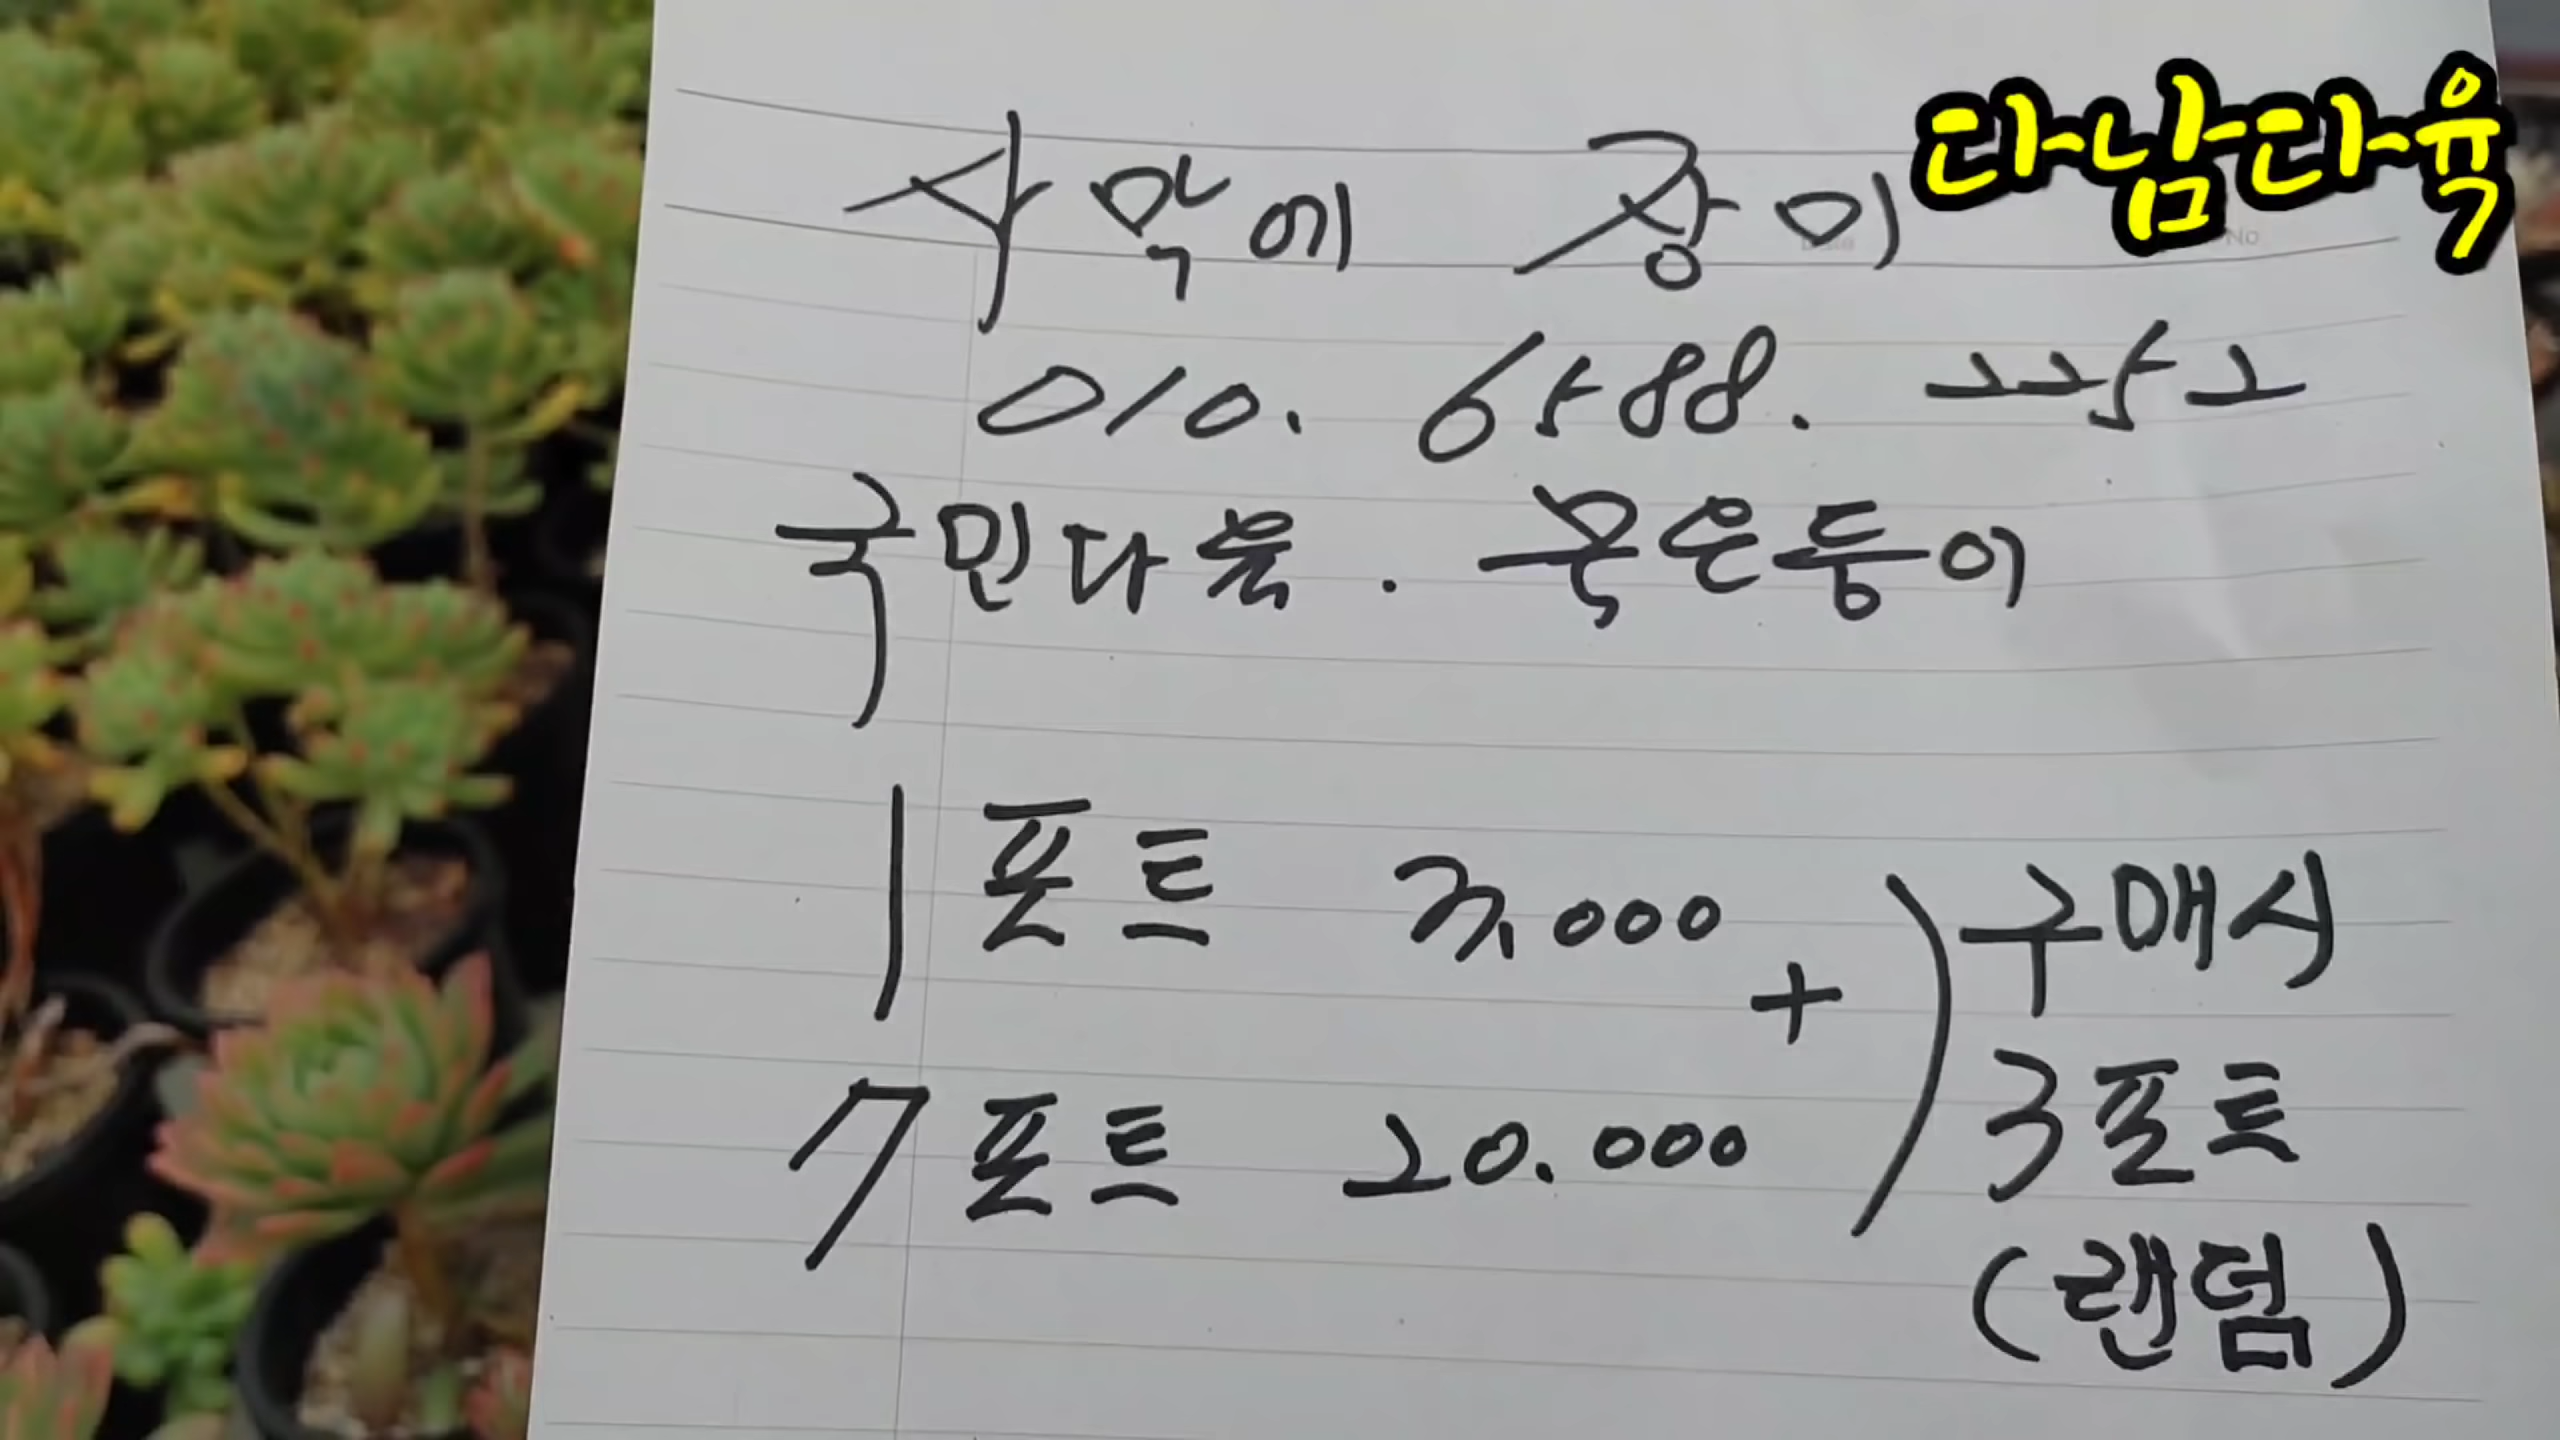 다남다육
사막에 장미
010. 6588. 2252
국민다육. 묵은둥이
1포트 3,000
+ 구매시
7포트 20.000
3포트
(랜덤)